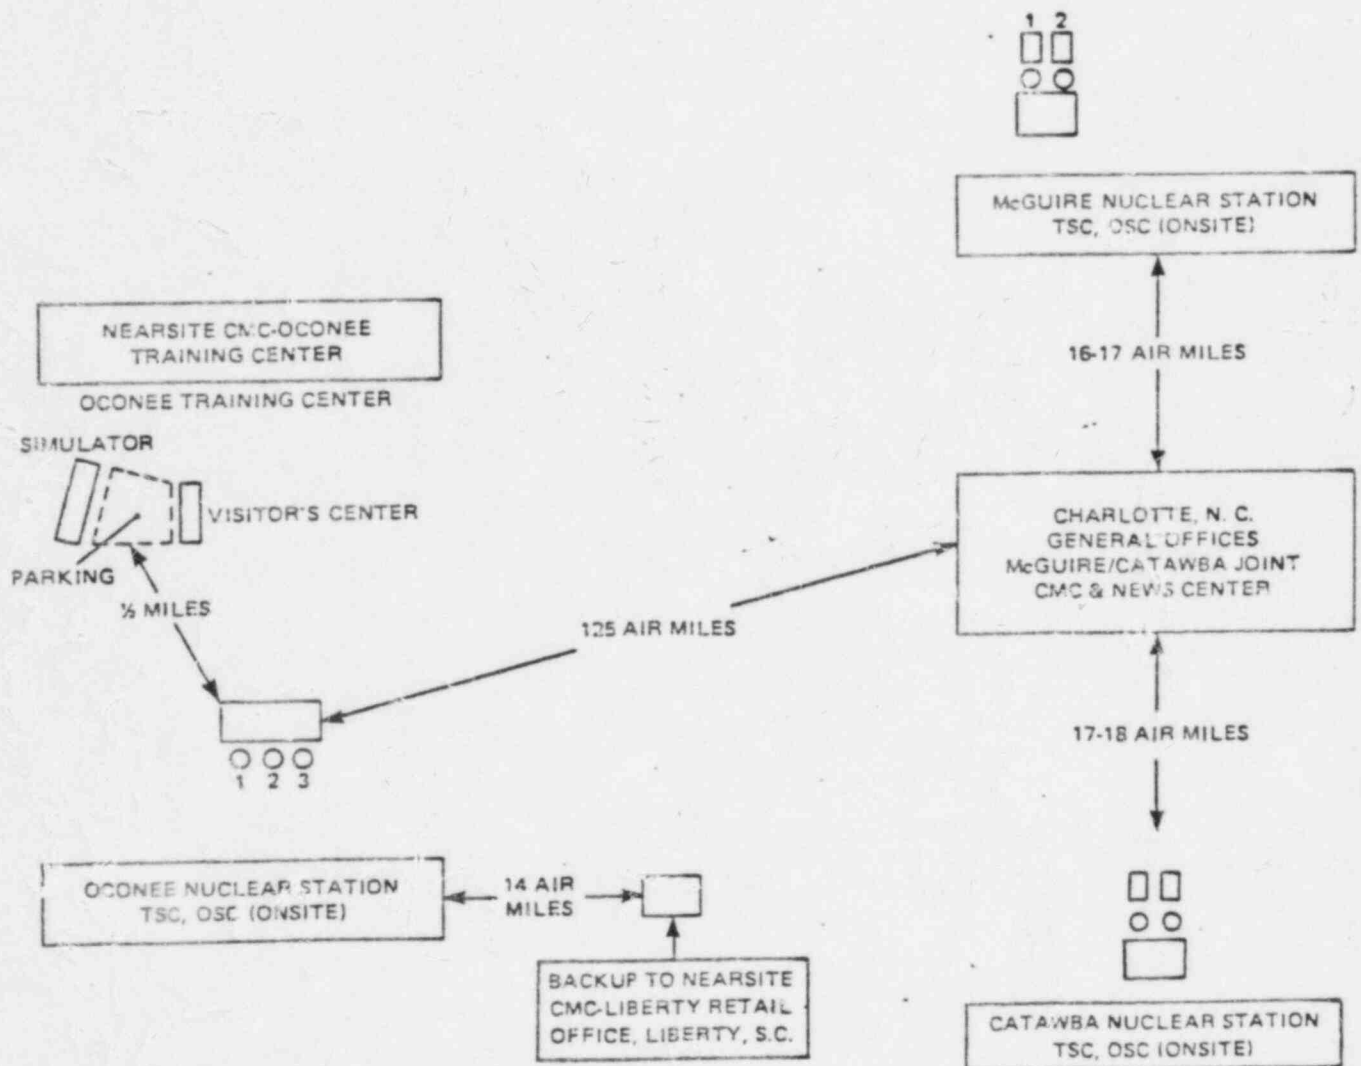 1 2
McGUIRE NUCLEAR STATION
TSC, OSC (ONSITE)
16-17 AIR MILES
NEARSITE CMC-OCONEE
TRAINING CENTER
OCONEE TRAINING CENTER
SIMULATOR
VISITOR'S CENTER
PARKING
½ MILES
125 AIR MILES
CHARLOTTE, N. C.
GENERAL OFFICES
McGUIRE/CATAWBA JOINT
CMC & NEWS CENTER
17-18 AIR MILES
1 2 3
OCONEE NUCLEAR STATION
TSC, OSC (ONSITE)
14 AIR
MILES
BACKUP TO NEARSITE
CMC-LIBERTY RETAIL
OFFICE, LIBERTY, S.C.
CATAWBA NUCLEAR STATION
TSC, OSC (ONSITE)